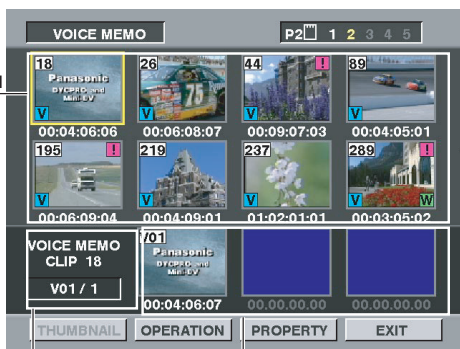 VOICE MEMO
P2 1 2 3 4 5
18 26 44 ! 89
Panasonic
DVCPRO and
Mini-DV
75
V V V V
00:04:06:06 00:06:08:07 00:09:07:03 00:04:05:01
195 ! 219 237 289 !
V V V V W
00:06:09:04 00:04:09:01 01:02:01:01 00:03:05:02
VOICE MEMO
CLIP 18
V01 / 1
V01
Panasonic
DVCPRO and
Mini-DV
00:04:06:07 00.00.00.00 00.00.00.00
THUMBNAIL OPERATION PROPERTY EXIT